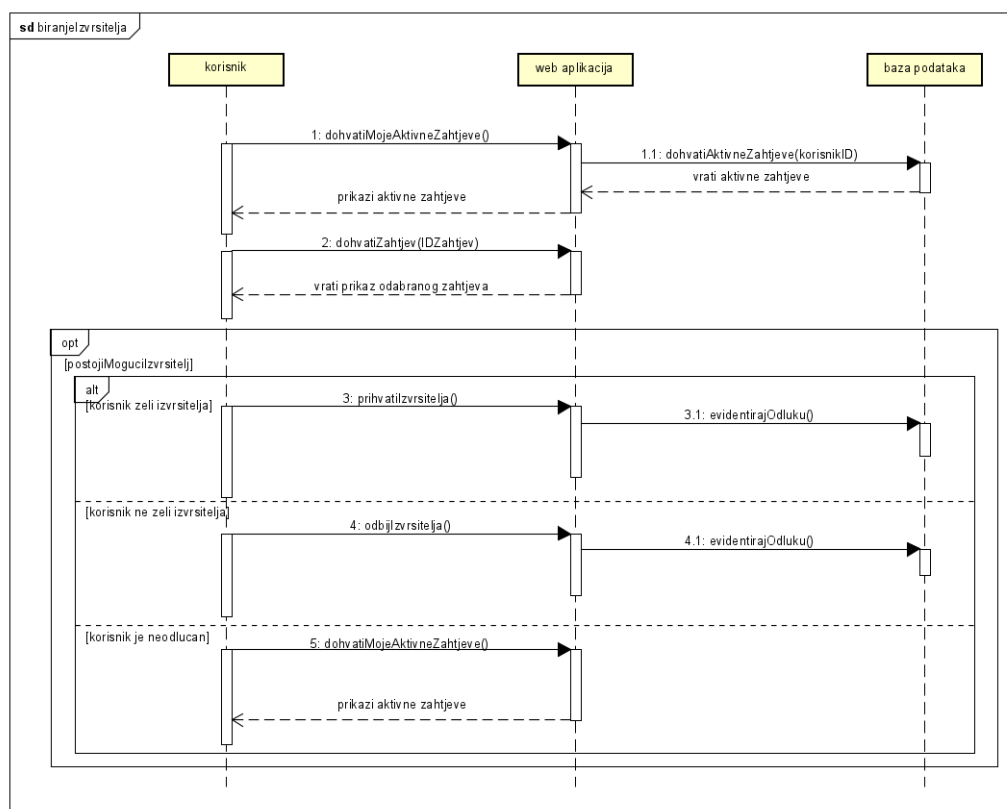 sd biranjeIzvrsitelja
korisnik
web aplikacija
baza podataka
1: dohvatiMojeAktivneZahtjeve()
1.1: dohvatiAktivneZahtjeve(korisnikID)
vrati aktivne zahtjeve
prikazi aktivne zahtjeve
2: dohvatiZahtjev(IDZahtjev)
vrati prikaz odabranog zahtjeva
opt
[postojiMoguciIzvrsitelj]
alt
[korisnik zeli izvrsitelja]
3: prihvatiIzvrsitelja()
3.1: evidentirajOdluku()
[korisnik ne zeli izvrsitelja]
4: odbijIzvrsitelja()
4.1: evidentirajOdluku()
[korisnik je neodlucan]
5: dohvatiMojeAktivneZahtjeve()
prikazi aktivne zahtjeve